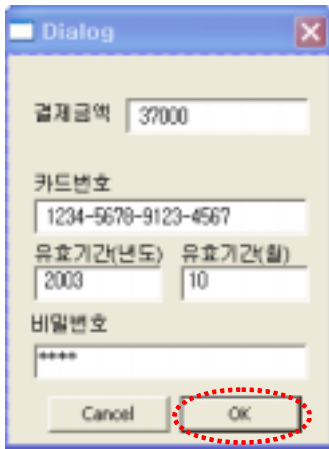 Dialog
결제금액 37000
카드번호
1234-5678-9123-4567
유효기간(년도) 유효기간(월)
2003 10
비밀번호
****
Cancel OK